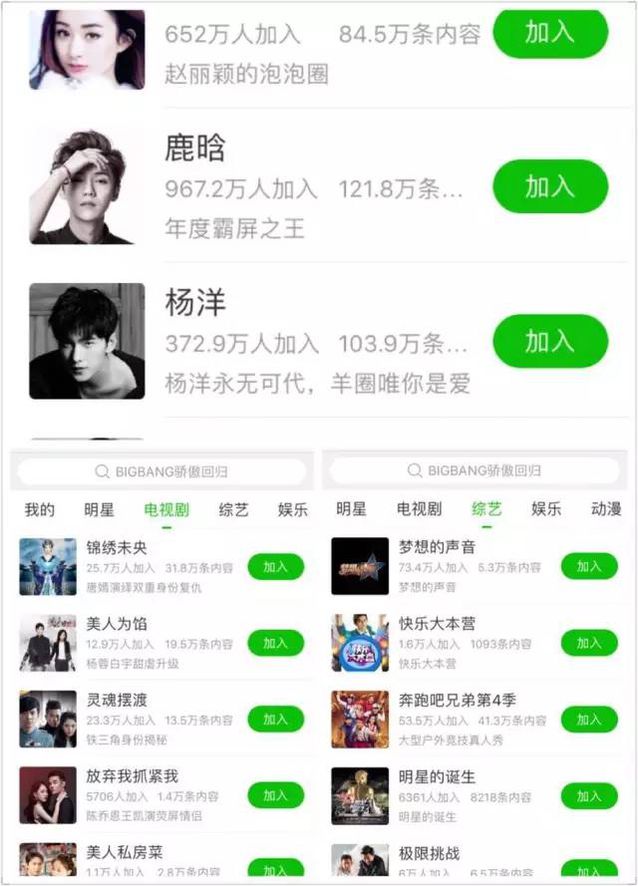 652万人加入 84.5万条内容 加入
赵丽颖的泡泡圈
鹿晗
967.2万人加入 121.8万条... 加入
年度霸屏之王
杨洋
372.9万人加入 103.9万条... 加入
杨洋永无可代，羊圈唯你是爱
BIGBANG骄傲回归
我的 明星 电视剧 综艺 娱乐
锦绣未央
25.7万人加入 31.8万条内容 加入
唐嫣演绎双重身份复仇
美人为馅
12.9万人加入 19.5万条内容 加入
杨蓉白宇甜虐升级
灵魂摆渡
23.3万人加入 13.5万条内容 加入
铁三角身份揭秘
放弃我抓紧我
5706人加入 1.4万条内容 加入
陈乔恩王凯演荧屏情侣
美人私房菜
1.1万人加入 2.8万条内容 加入
BIGBANG骄傲回归
明星 电视剧 综艺 娱乐 动漫
梦想的声音
73.4万人加入 5.3万条内容 加入
梦想的声音
快乐大本营
1.6万人加入 1093条内容 加入
快乐大本营
奔跑吧兄弟第4季
53.5万人加入 41.3万条内容 加入
大型户外竞技真人秀
明星的诞生
6361人加入 8218条内容 加入
明星的诞生
极限挑战
6万人加入 6.5万条内容 加入